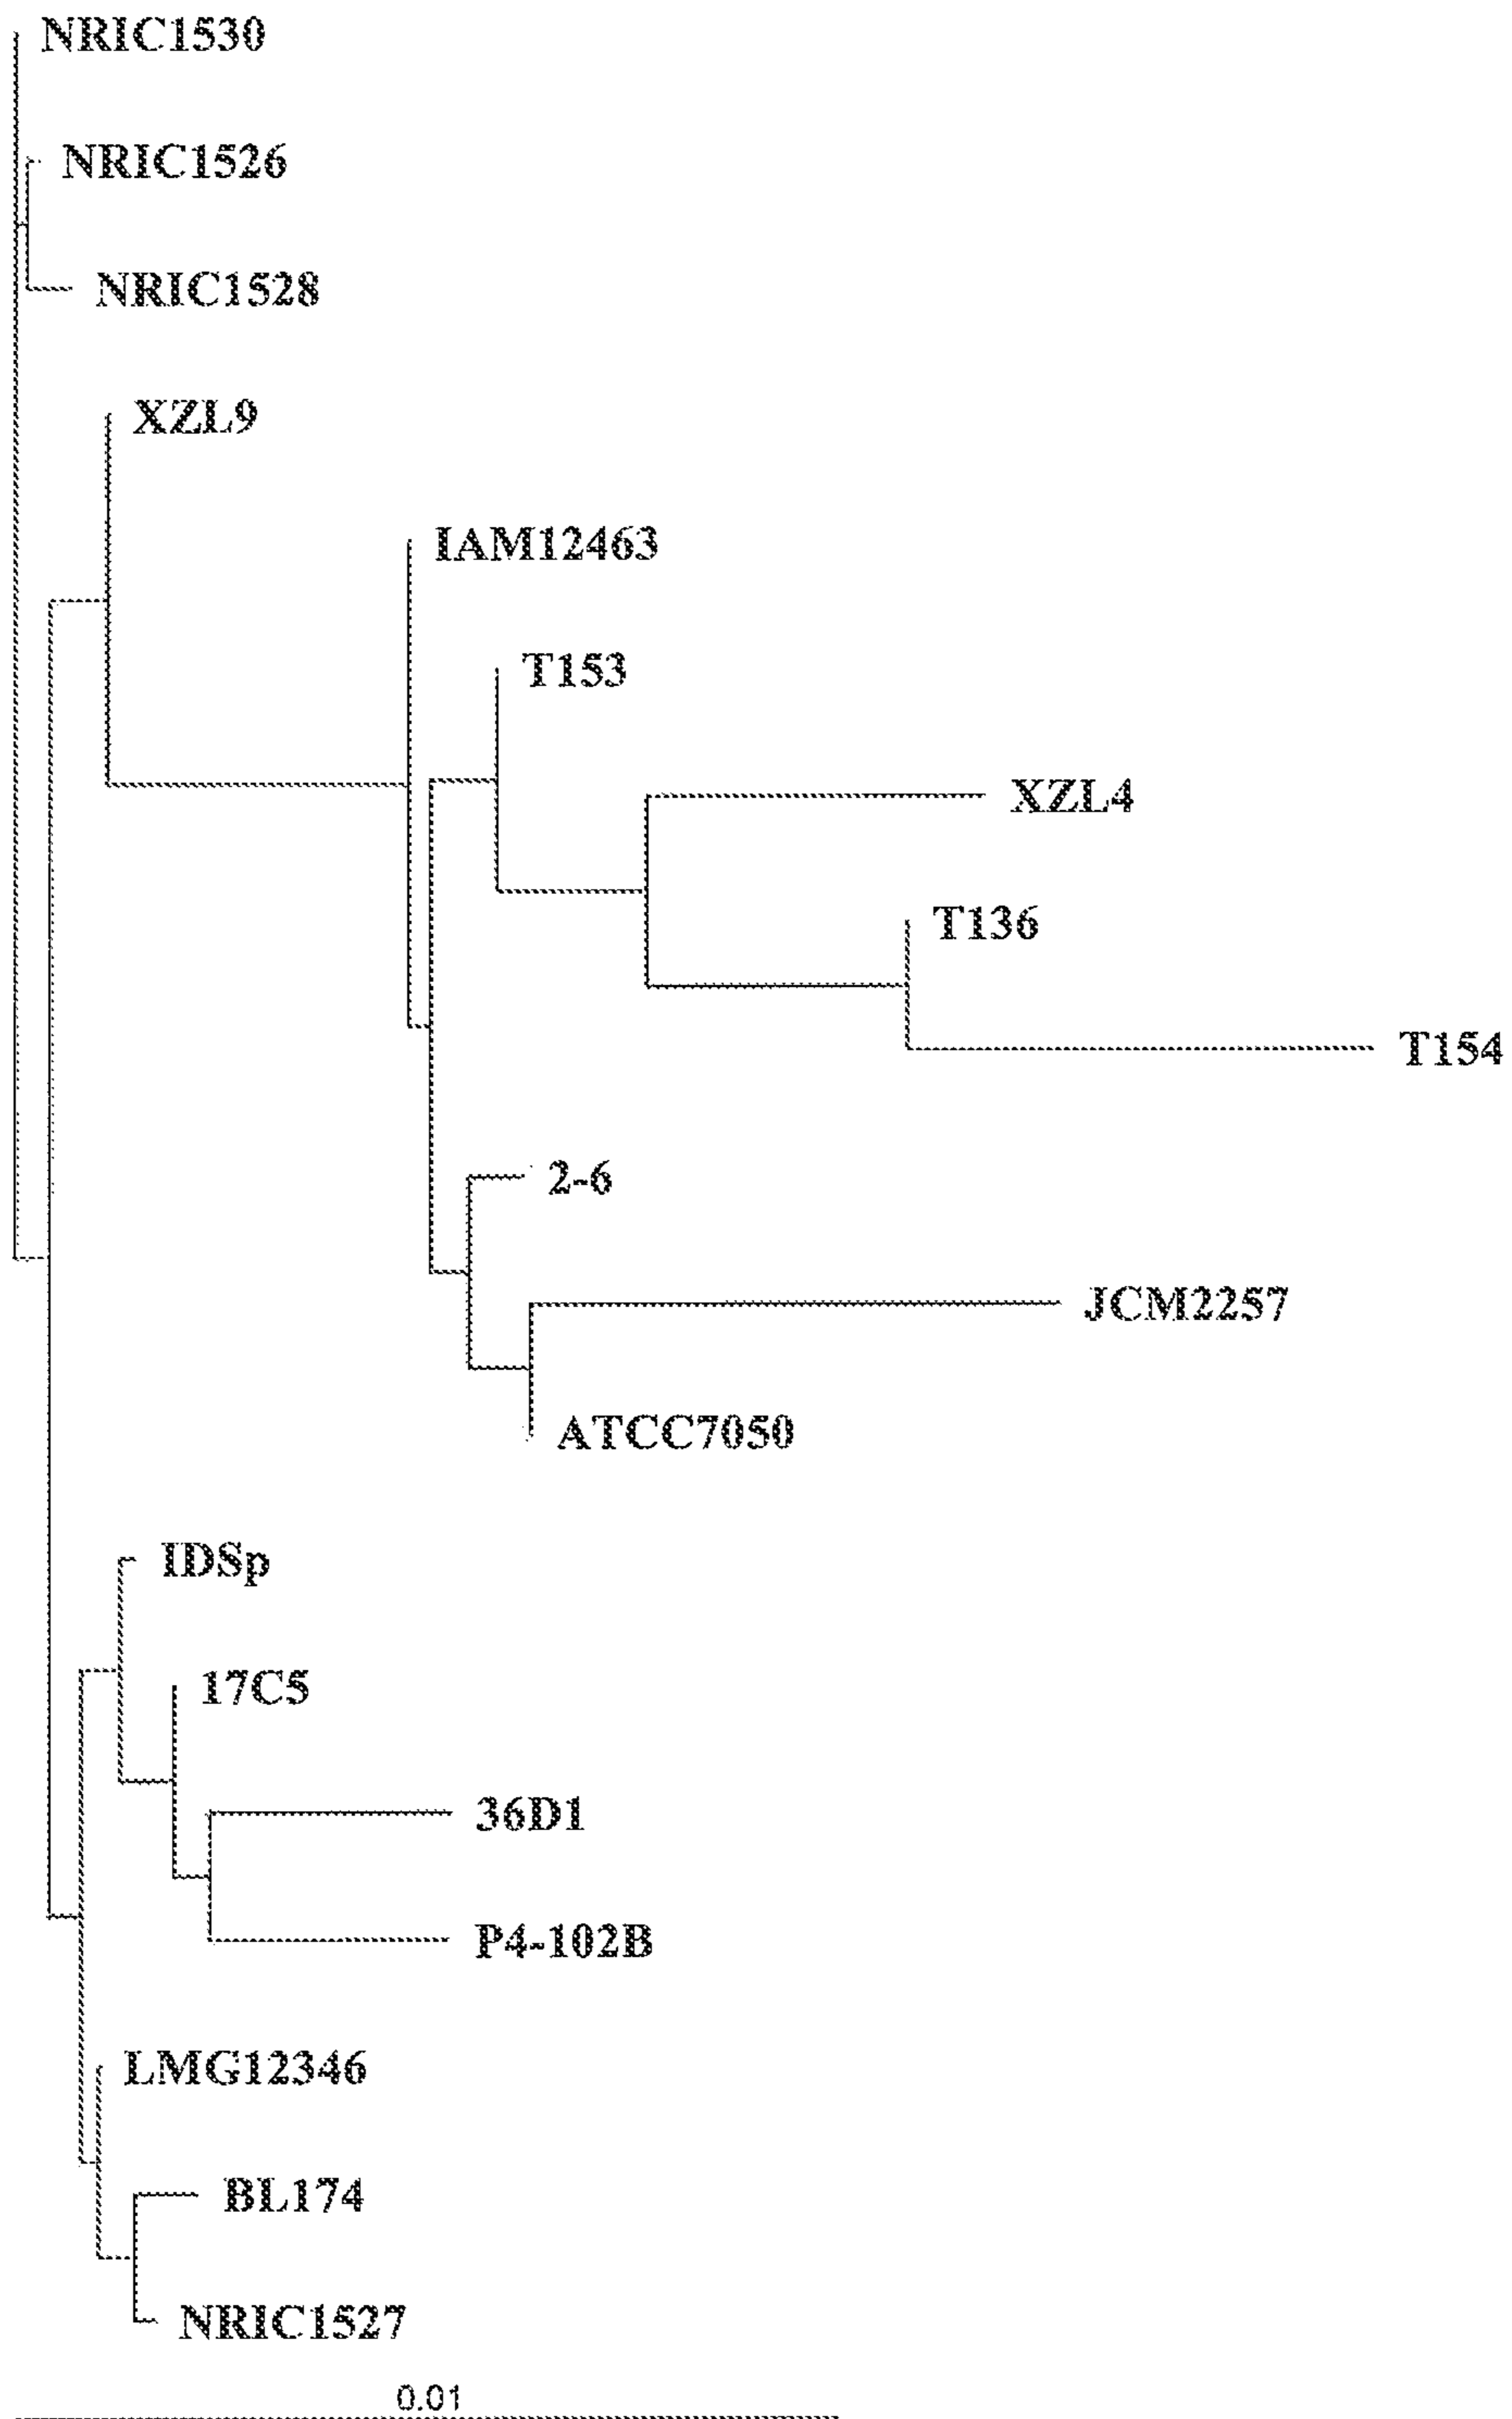 NRIC1530
NRIC1526
NRIC1528
XZL9
IAM12463
T153
XZL4
T136
T154
2-6
JCM2257
ATCC7050
IDSp
17C5
36D1
P4-102B
LMG12346
BL174
NRIC1527
0.01